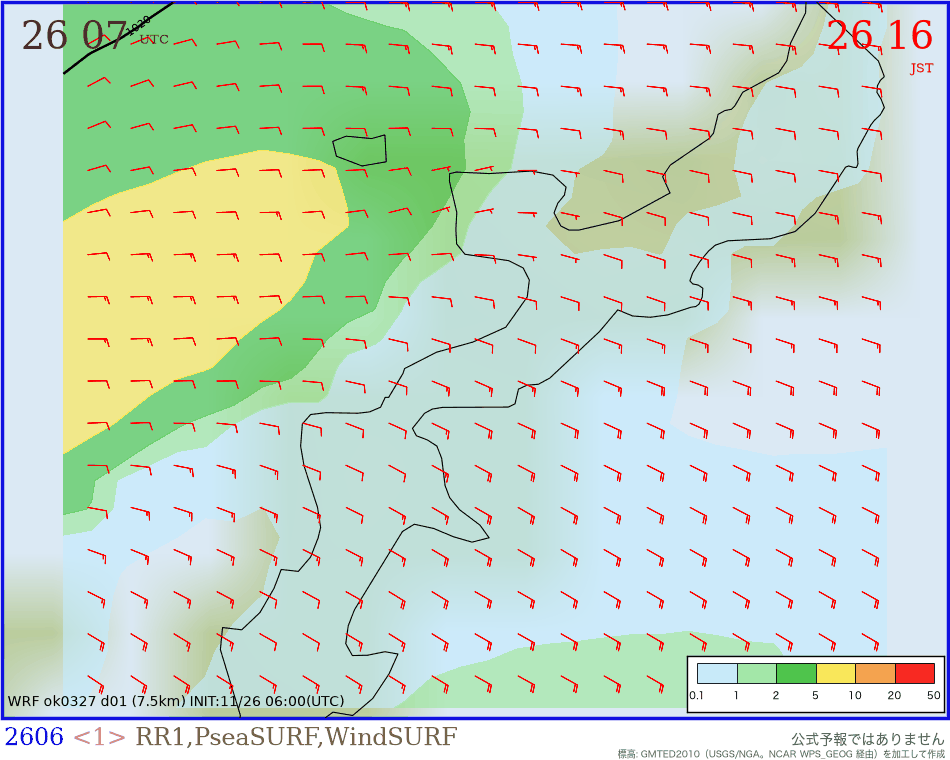 26 07 UTC
1020
26 16
JST
0.1 1 2 5 10 20 50
WRF ok0327 d01 (7.5km) INIT:11/26 06:00(UTC)
2606 <1> RR1,PseaSURF,WindSURF
公式予報ではありません
標高: GMTED2010（USGS/NGA。NCAR WPS_GEOG 経由）を加工して作成